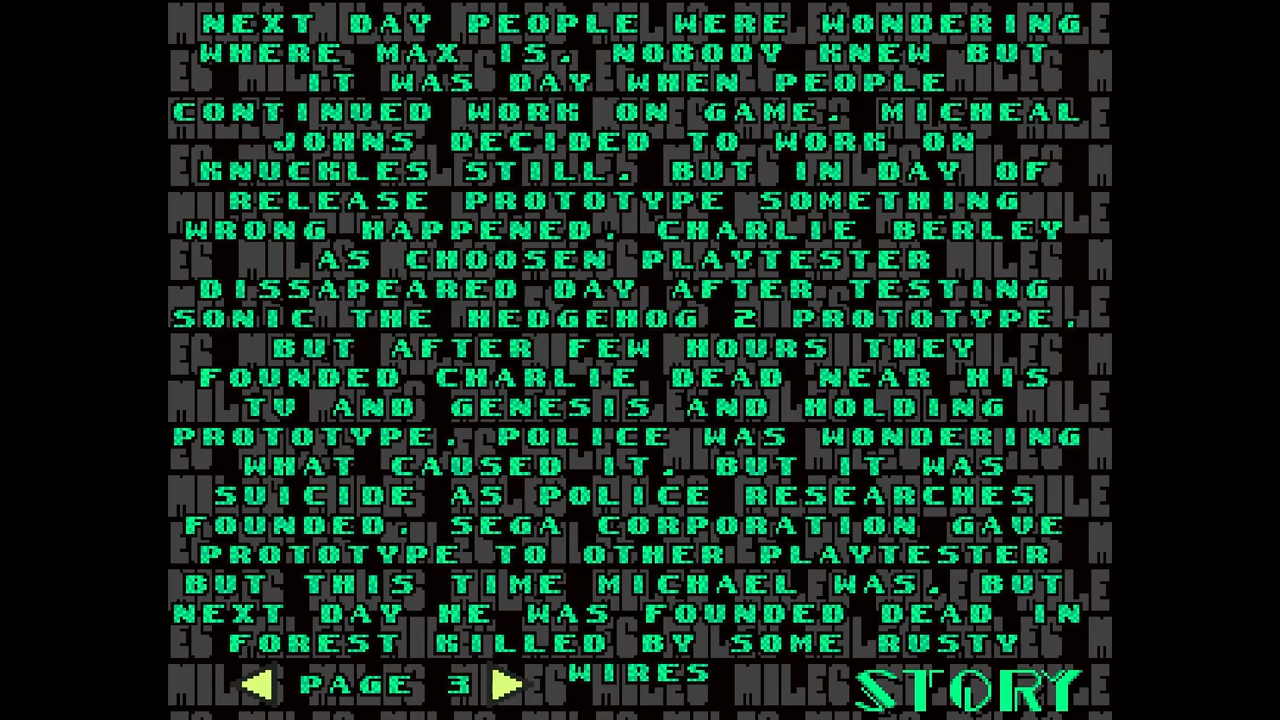 NEXT DAY PEOPLE WERE WONDERING
WHERE MAX IS. NOBODY KNEW BUT
IT WAS DAY WHEN PEOPLE
CONTINUED WORK ON GAME. MICHEAL
JOHNS DECIDED TO WORK ON
KNUCKLES STILL. BUT IN DAY OF
RELEASE PROTOTYPE SOMETHING
WRONG HAPPENED. CHARLIE BERLEY
AS CHOOSEN PLAYTESTER
DISSAPEARED DAY AFTER TESTING
SONIC THE HEDGEHOG 2 PROTOTYPE.
BUT AFTER FEW HOURS THEY
FOUNDED CHARLIE DEAD NEAR HIS
TV AND GENESIS AND HOLDING
PROTOTYPE. POLICE WAS WONDERING
WHAT CAUSED IT. BUT IT WAS
SUICIDE AS POLICE RESEARCHES
FOUNDED. SEGA CORPORATION GAVE
PROTOTYPE TO OTHER PLAYTESTER
BUT THIS TIME MICHAEL WAS. BUT
NEXT DAY HE WAS FOUNDED DEAD IN
FOREST KILLED BY SOME RUSTY
WIRES
PAGE 3
STORY